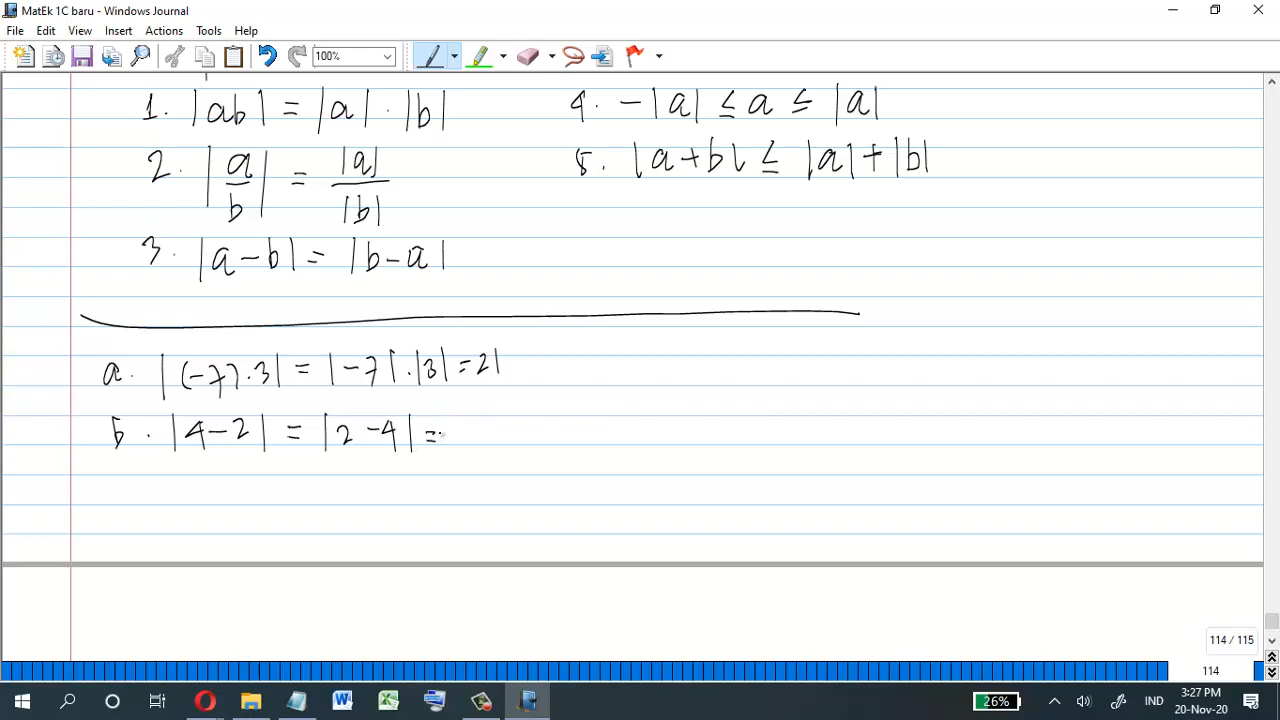 MatEk 1C baru - Windows Journal
File Edit View Insert Actions Tools Help
100%
1. |ab| = |a| · |b|
2. |a/b| = |a|/|b|
3. |a-b| = |b-a|
4. -|a| ≤ a ≤ |a|
5. |a+b| ≤ |a|+|b|
a. |(-7).3| = |-7|.|3| = 21
b. |4-2| = |2-4| =
114 / 115
114
26%
IND
3:27 PM
20-Nov-20